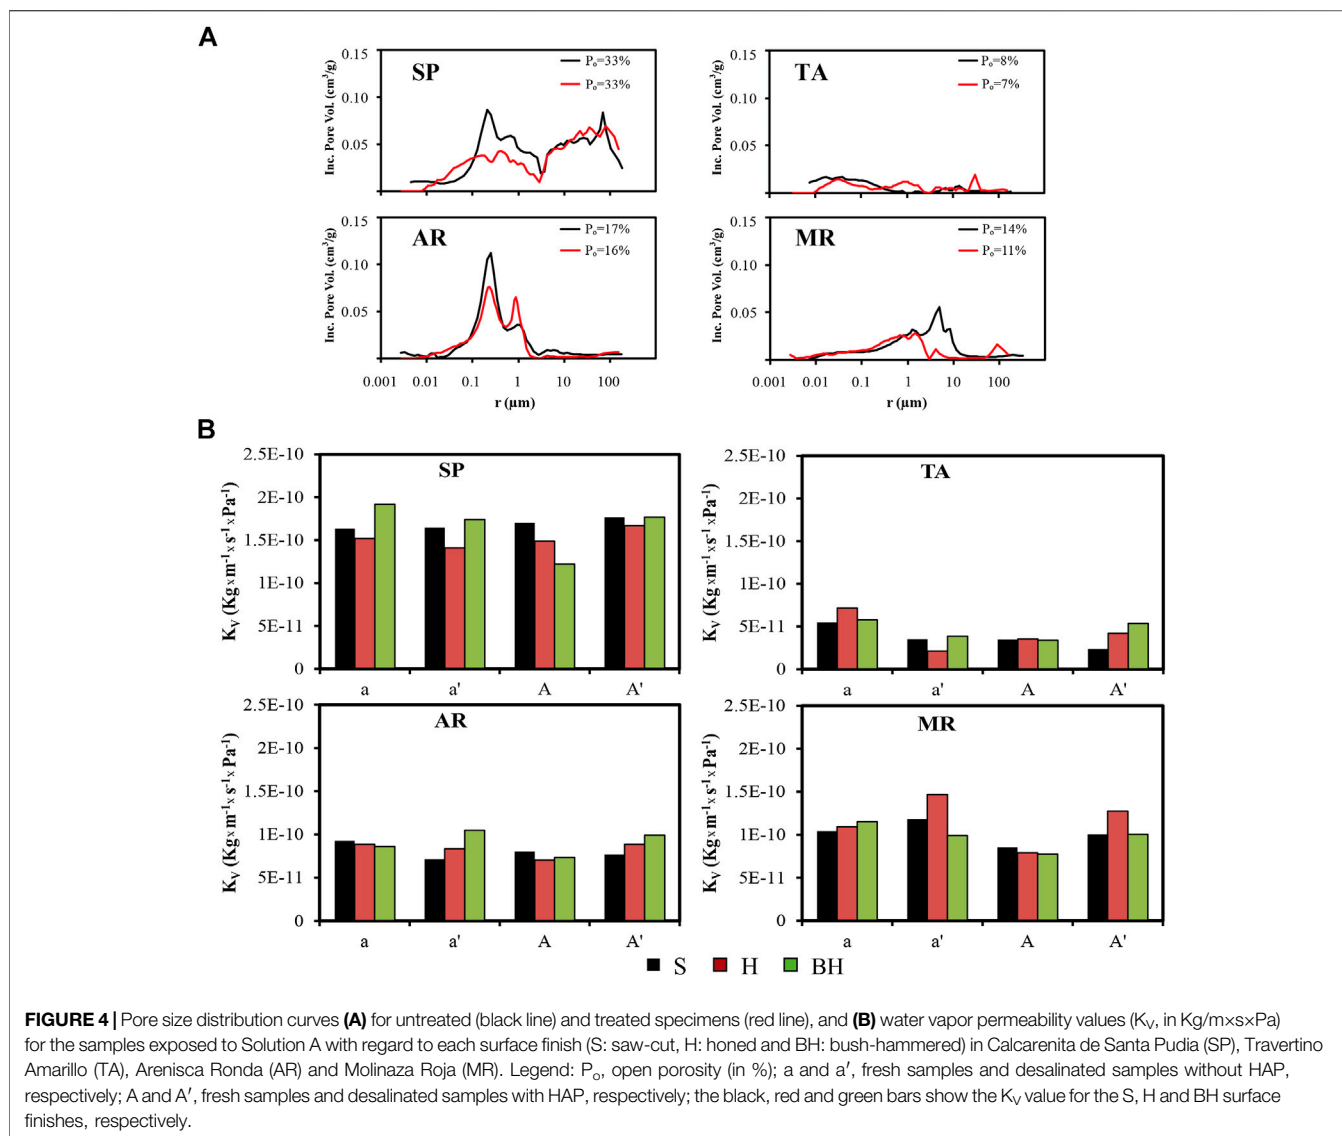 A
SP
P₀=33%
P₀=33%
Inc. Pore Vol. (cm³/g)
0.15
0.10
0.05
TA
P₀=8%
P₀=7%
Inc. Pore Vol. (cm³/g)
0.15
0.10
0.05
AR
P₀=17%
P₀=16%
Inc. Pore Vol. (cm³/g)
0.15
0.10
0.05
0.001 0.01 0.1 1 10 100
r (µm)
MR
P₀=14%
P₀=11%
Inc. Pore Vol. (cm³/g)
0.15
0.10
0.05
0.001 0.01 0.1 1 10 100
r (µm)
B
SP
Kᵥ (Kg x m⁻¹ x s⁻¹ x Pa⁻¹)
2.5E-10
2E-10
1.5E-10
1E-10
5E-11
0
a a' A A'
TA
Kᵥ (Kg x m⁻¹ x s⁻¹ x Pa⁻¹)
2.5E-10
2E-10
1.5E-10
1E-10
5E-11
0
a a' A A'
AR
Kᵥ (Kg x m⁻¹ x s⁻¹ x Pa⁻¹)
2.5E-10
2E-10
1.5E-10
1E-10
5E-11
0
a a' A A'
MR
Kᵥ (Kg x m⁻¹ x s⁻¹ x Pa⁻¹)
2.5E-10
2E-10
1.5E-10
1E-10
5E-11
0
a a' A A'
S H BH
FIGURE 4 | Pore size distribution curves (A) for untreated (black line) and treated specimens (red line), and (B) water vapor permeability values (Kᵥ, in Kg/m×s×Pa)
for the samples exposed to Solution A with regard to each surface finish (S: saw-cut, H: honed and BH: bush-hammered) in Calcarenita de Santa Pudia (SP), Travertino
Amarillo (TA), Arenisca Ronda (AR) and Molinaza Roja (MR). Legend: Pₒ, open porosity (in %); a and a′, fresh samples and desalinated samples without HAP,
respectively; A and A′, fresh samples and desalinated samples with HAP, respectively; the black, red and green bars show the Kᵥ value for the S, H and BH surface
finishes, respectively.